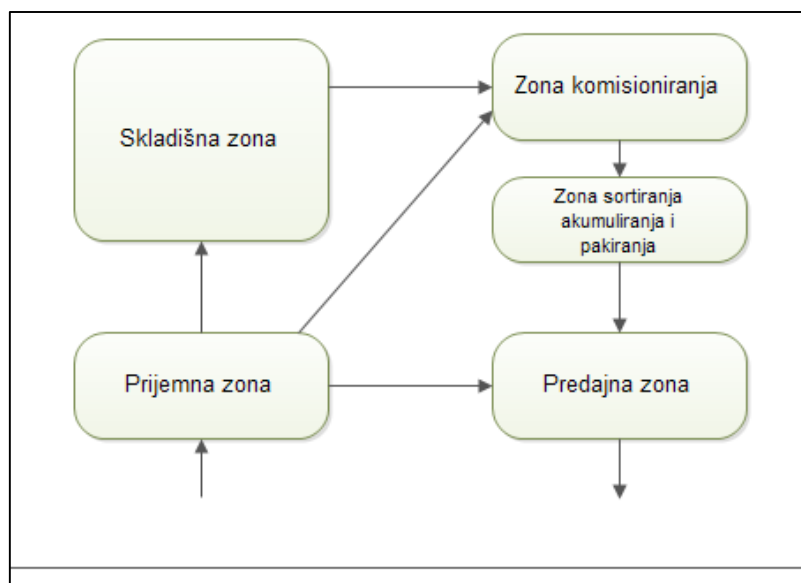 Skladišna zona
Zona komisioniranja
Zona sortiranja
akumuliranja i
pakiranja
Prijemna zona
Predajna zona